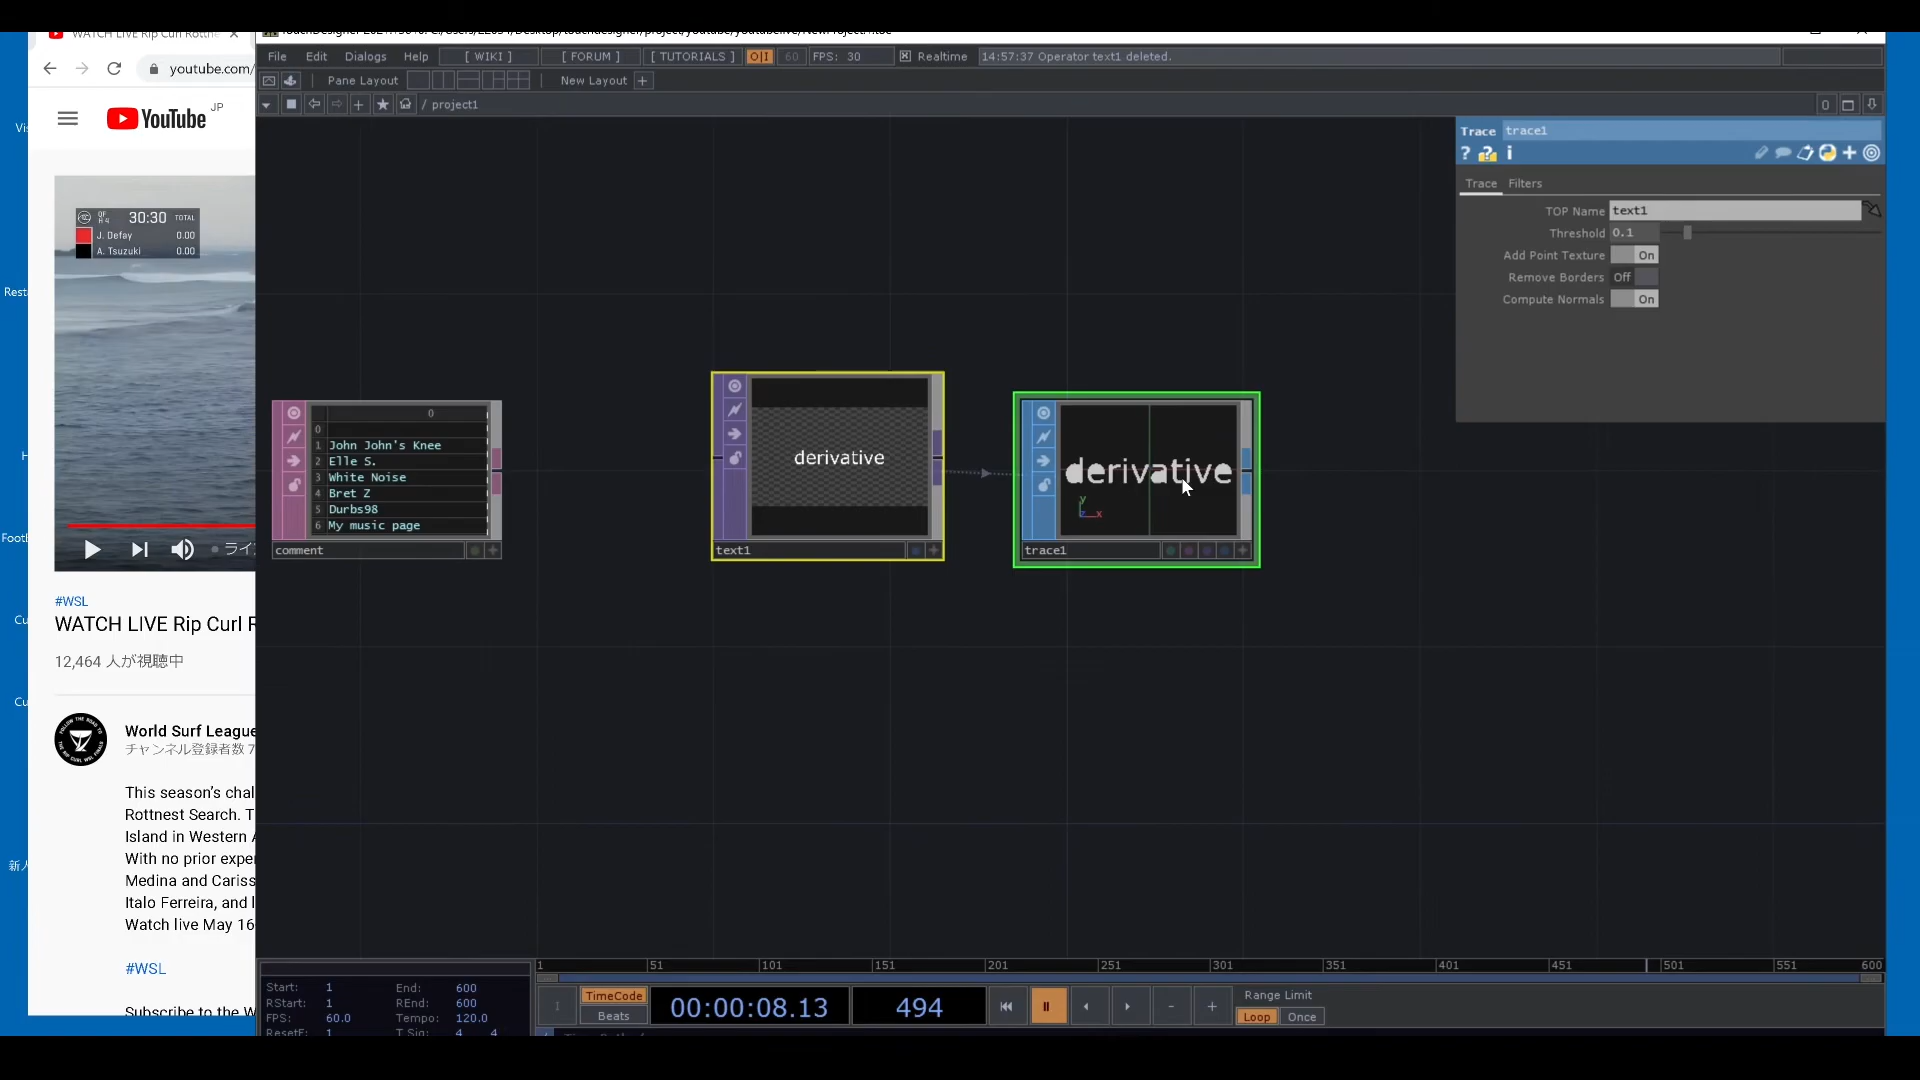 WATCH LIVE Rip Curl Rottne
youtube.com/
YouTube JP
QF
H 4
30:30 TOTAL
J. Defay 0.00
A. Tsuzuki 0.00
#WSL
WATCH LIVE Rip Curl R
12,464 人が視聴中
World Surf League
チャンネル登録者数 7
This season's chal
Rottnest Search. T
Island in Western A
With no prior expe
Medina and Cariss
Italo Ferreira, and l
Watch live May 16
#WSL
Subscribe to the W
File Edit Dialogs Help [ WIKI ] [ FORUM ] [ TUTORIALS ] O|I 60 FPS: 30 Realtime 14:57:37 Operator text1 deleted.
Pane Layout New Layout +
/ project1
0
Trace trace1
? i
Trace Filters
TOP Name text1
Threshold 0.1
Add Point Texture On
Remove Borders Off
Compute Normals On
0
0
1 John John's Knee
2 Elle S.
3 White Noise
4 Bret Z
5 Durbs98
6 My music page
comment
derivative
text1
derivative
y
z x
trace1
1 51 101 151 201 251 301 351 401 451 501 551 600
Start: 1 End: 600
RStart: 1 REnd: 600
FPS: 60.0 Tempo: 120.0
ResetF: 1 T Sig: 4 4
TimeCode
Beats
00:00:08.13
494
Range Limit
Loop Once